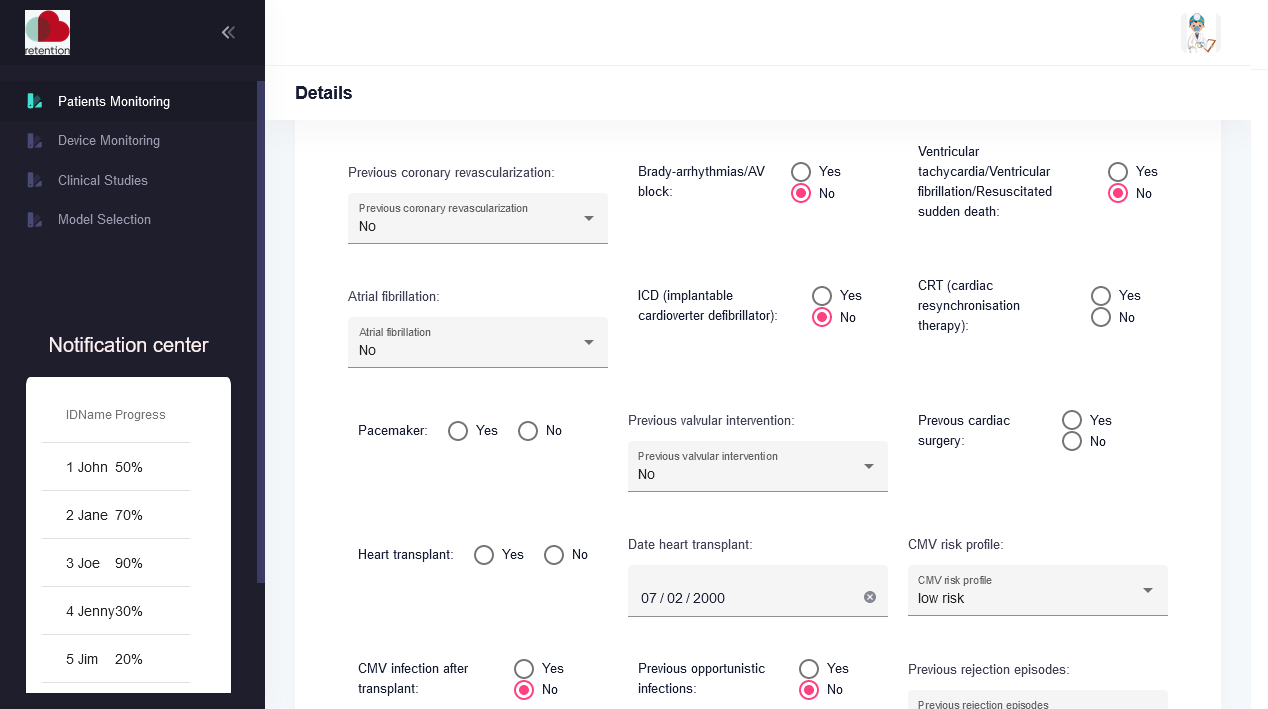 retention
Patients Monitoring
Device Monitoring
Clinical Studies
Model Selection
Notification center
IDName Progress
1 John 50%
2 Jane 70%
3 Joe 90%
4 Jenny30%
5 Jim 20%
Details
Previous coronary revascularization:
Previous coronary revascularization
No
Brady-arrhythmias/AV
block:
Yes
No
Ventricular
tachycardia/Ventricular
fibrillation/Resuscitated
sudden death:
Yes
No
Atrial fibrillation:
Atrial fibrillation
No
ICD (implantable
cardioverter defibrillator):
Yes
No
CRT (cardiac
resynchronisation
therapy):
Yes
No
Pacemaker: Yes No
Previous valvular intervention:
Previous valvular intervention
No
Prevous cardiac
surgery:
Yes
No
Heart transplant: Yes No
Date heart transplant:
07 / 02 / 2000
CMV risk profile:
CMV risk profile
low risk
CMV infection after
transplant:
Yes
No
Previous opportunistic
infections:
Yes
No
Previous rejection episodes:
Previous rejection episodes